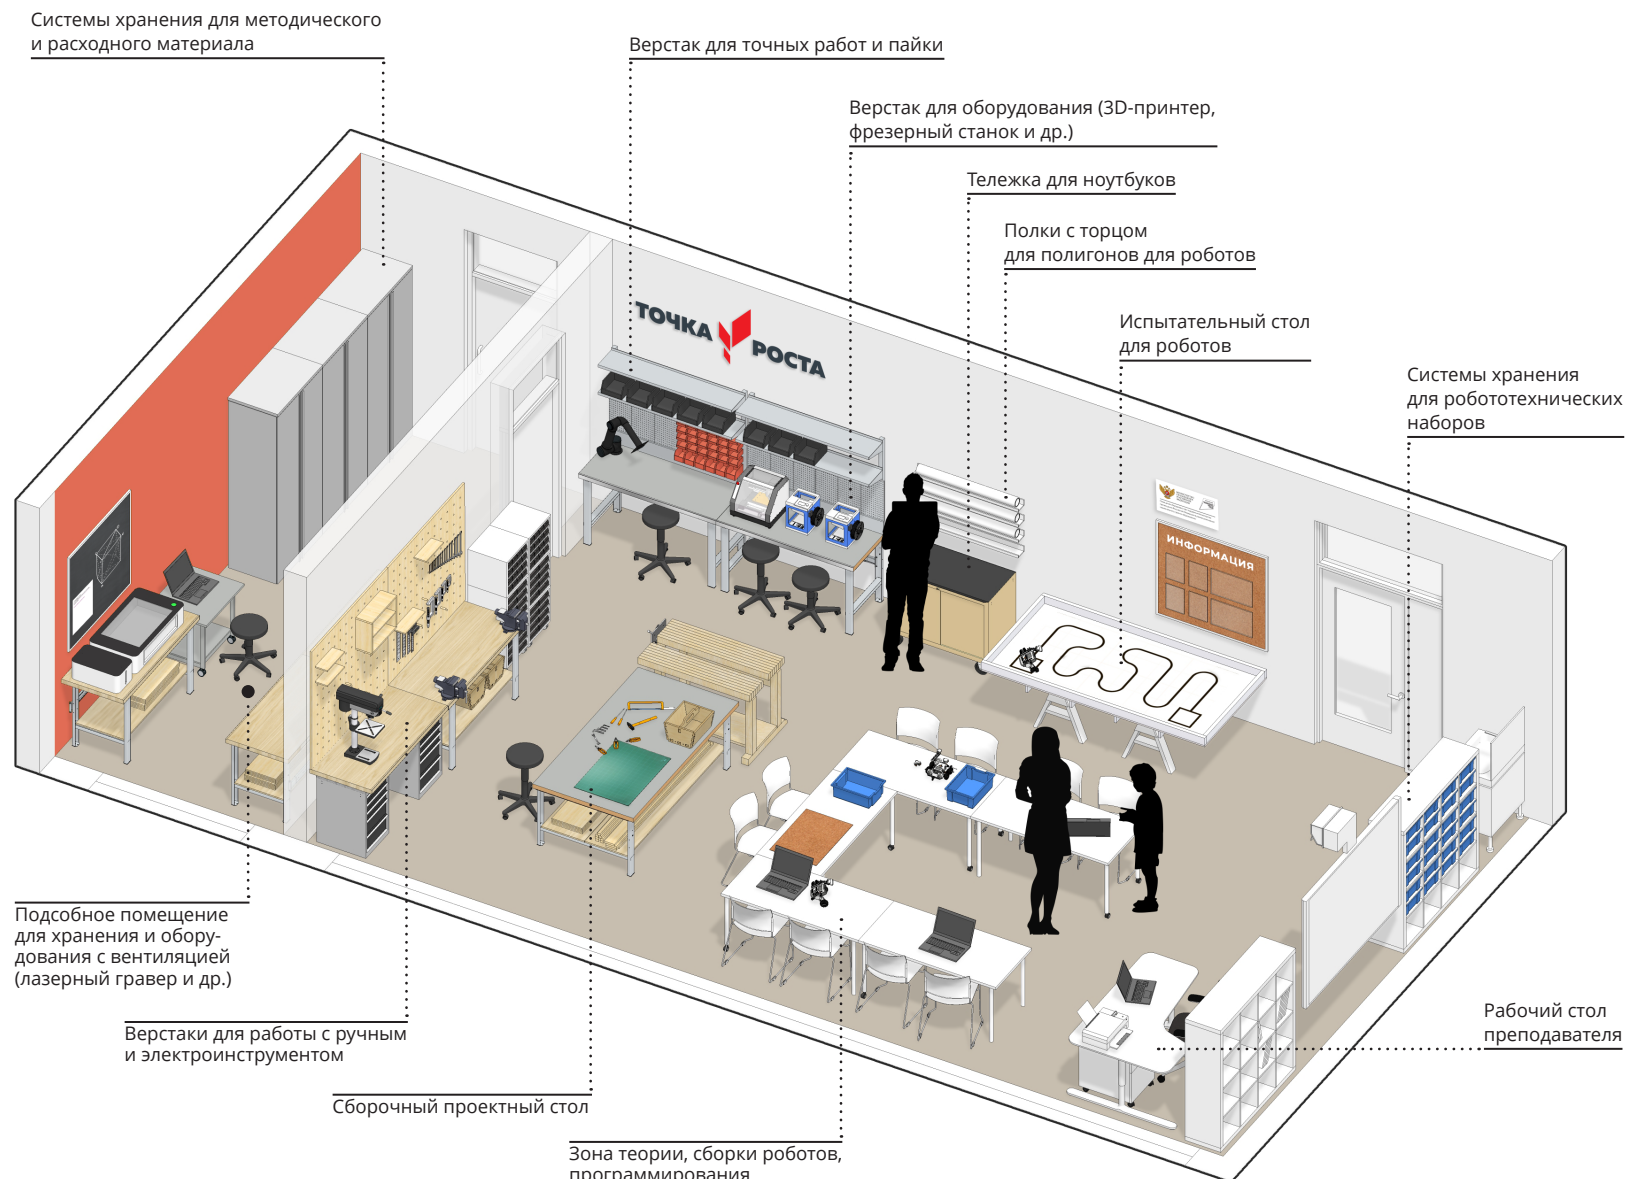 Системы хранения для методического
и расходного материала
Верстак для точных работ и пайки
Верстак для оборудования (3D-принтер,
фрезерный станок и др.)
Тележка для ноутбуков
Полки с торцом
для полигонов для роботов
Испытательный стол
для роботов
Системы хранения
для робототехнических
наборов
ТОЧКА
РОСТА
ИНФОРМАЦИЯ
Подсобное помещение
для хранения и обору-
дования с вентиляцией
(лазерный гравер и др.)
Верстаки для работы с ручным
и электроинструментом
Сборочный проектный стол
Зона теории, сборки роботов,
программирования
Рабочий стол
преподавателя